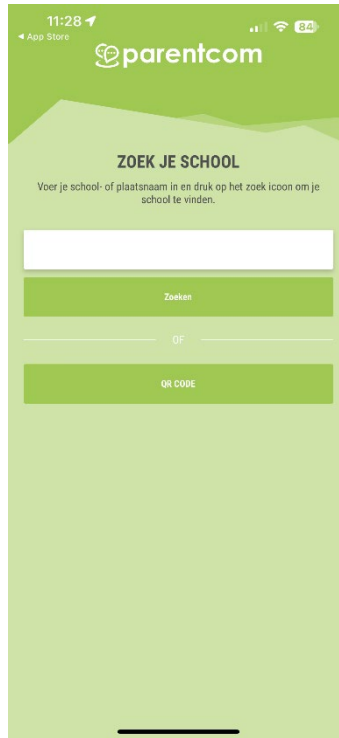 11:28
84
◀ App Store
parentcom
ZOEK JE SCHOOL
Voer je school- of plaatsnaam in en druk op het zoek icoon om je
school te vinden.
Zoeken
OF
QR CODE